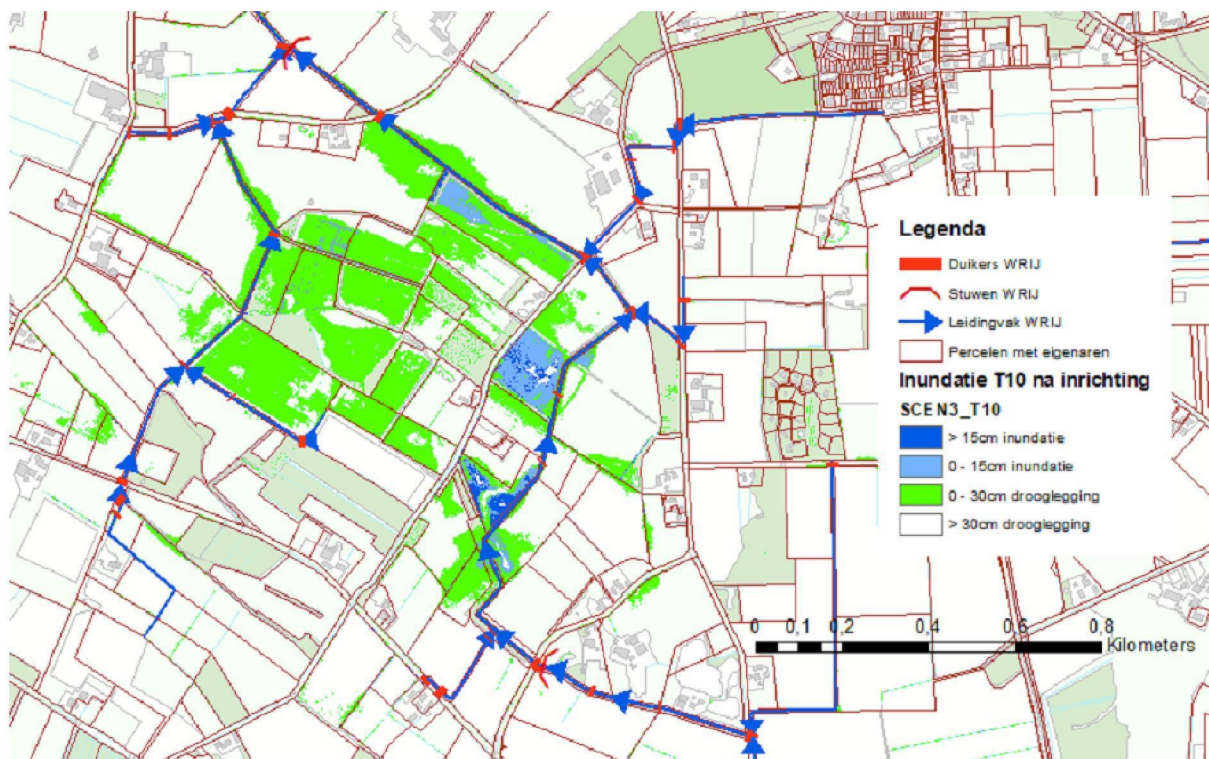 Legenda
Duikers WRIJ
Stuwen WRIJ
Leidingvak WRIJ
Percelen met eigenaren
Inundatie T10 na inrichting
SCEN3_T10
> 15cm inundatie
0 - 15cm inundatie
0 - 30cm drooglegging
> 30cm drooglegging
0 0,1 0,2 0,4 0,6 0,8
Kilometers